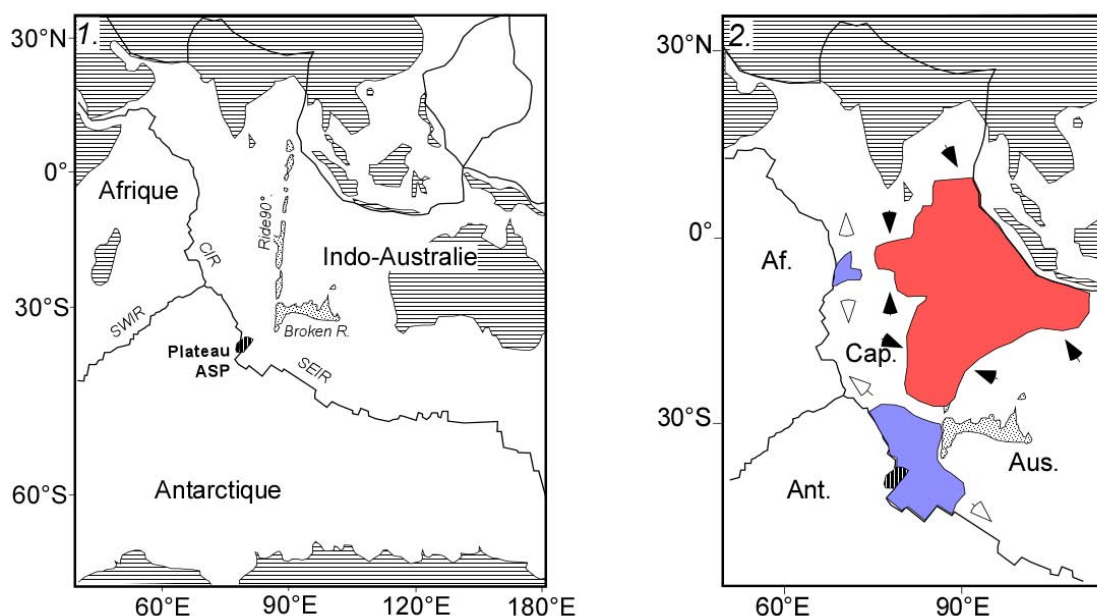 1.
30°N
0°
30°S
60°S
Afrique
CIR
Ride90°.
Indo-Australie
SWIR
Broken R.
Plateau
ASP
SEIR
Antarctique
60°E
90°E
120°E
180°E
2.
30°N
0°
30°S
Af.
Cap.
Aus.
Ant.
60°E
90°E